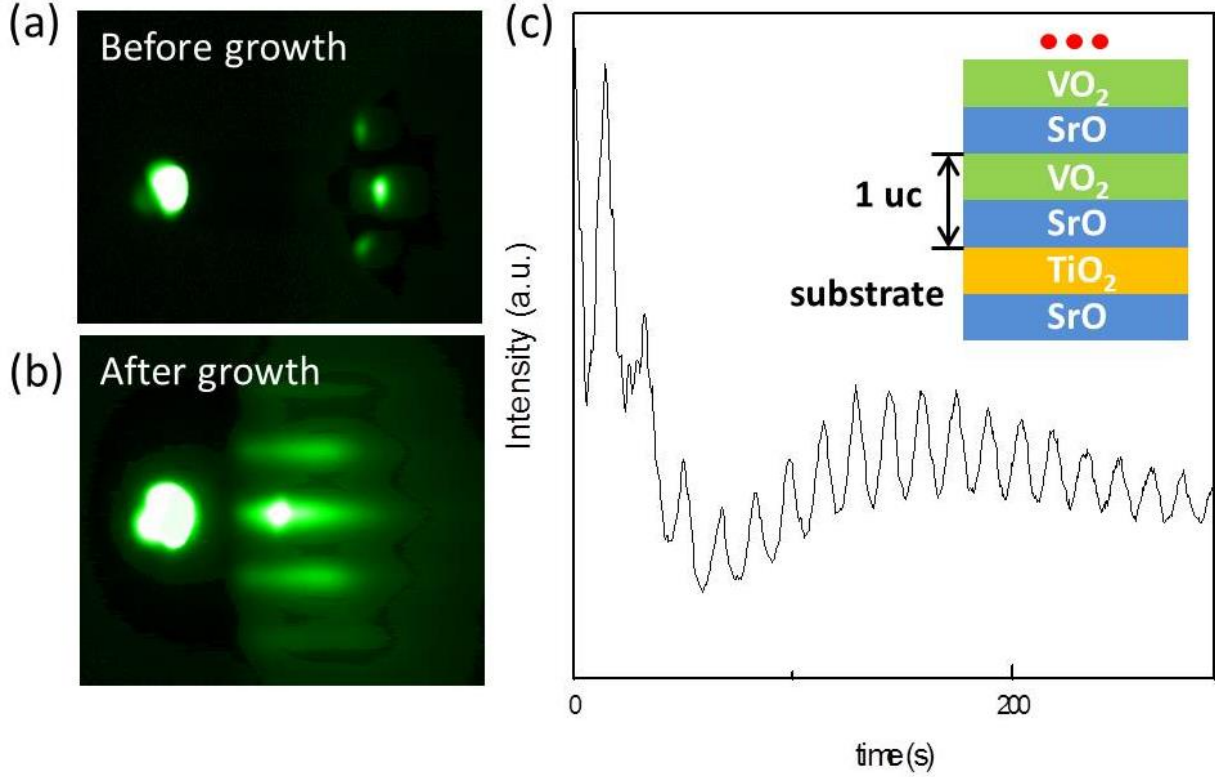 (a)
Before growth
(b)
After growth
(c)
Intensity (a.u.)
VO₂
SrO
1 uc
VO₂
SrO
substrate
TiO₂
SrO
0
200
time(s)